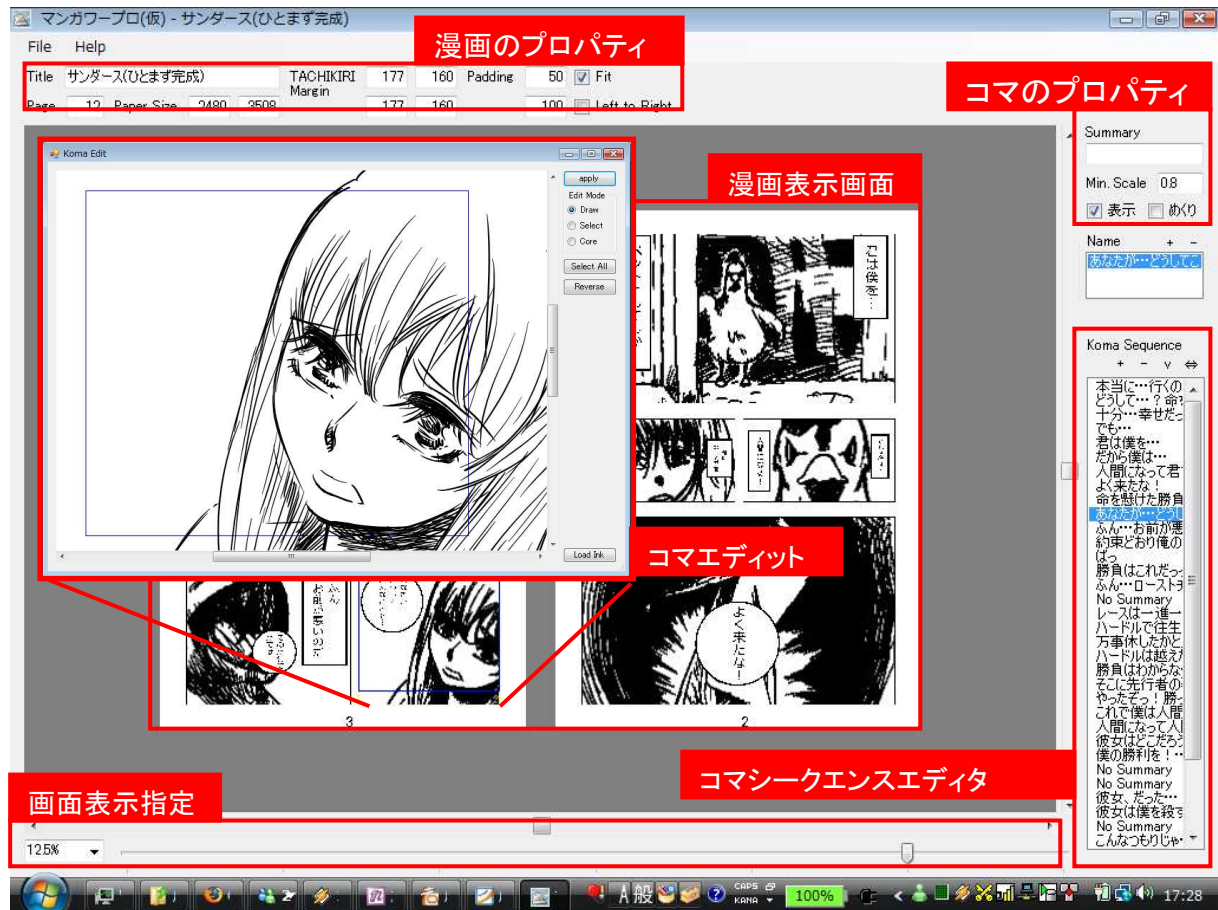 マンガワープロ(仮) - サンダース(ひとまず完成)
File Help
漫画のプロパティ
Title サンダース(ひとまず完成) TACHIKIRI 177 160 Padding 50 Fit
Margin
Page 12 Paper Size 2480 3508 177 160 100 Left to Right
コマのプロパティ
Summary
Min. Scale 0.8
表示 めくり
Name + -
あなたが…どうしてこ
Koma Edit
apply
Edit Mode
Draw
Select
Core
Select All
Reverse
Load Ink
漫画表示画面
君は僕を…
コマエディット
よく来たな!
ふん
お前が悪いのだ
3
2
Koma Sequence
+ - v ⇔
本当に…行くの
どうして…?命を
十分…幸せだっ
でも…
君は僕を…
だから僕は…
人間になって君
よく来たな!
命を懸けた勝負
あなたが…どうし
ふん…お前が悪
約束どおり俺の
ばっ
勝負はこれだっ
ふん…ローストチ
No Summary
レースは一進一
ハードルで往生
万事休したかと
ハードルは越え
勝負はわからな
そこに先行者の
やったぞっ!勝っ
これで僕は人間
人間になって人
彼女はどこだろう
僕の勝利を!…
No Summary
No Summary
彼女、だった…
彼女は僕を殺す
No Summary
こんなつもりじゃ
コマシークエンスエディタ
画面表示指定
12.5%
A 般 CAPS
KANA
100%
17:28